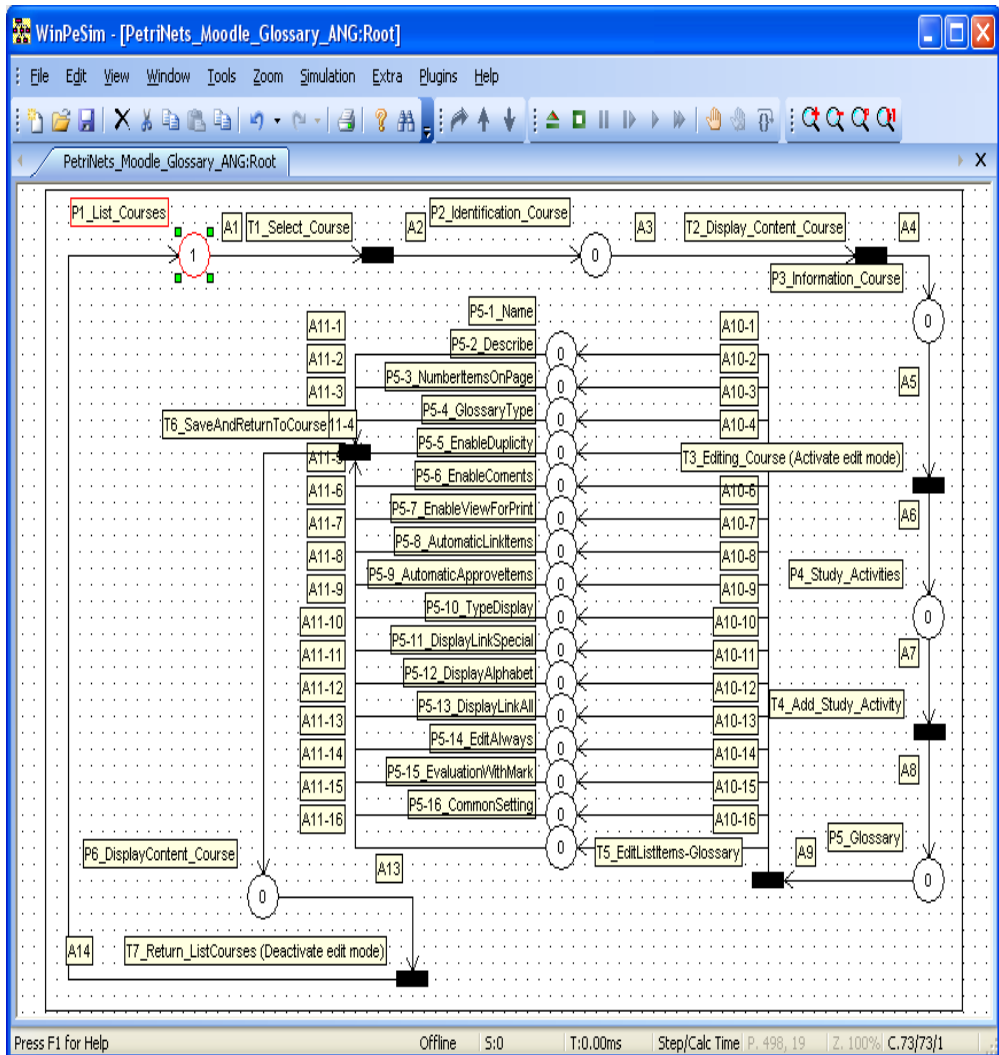 WinPeSim - [PetriNets_Moodle_Glossary_ANG:Root]
File Edit View Window Tools Zoom Simulation Extra Plugins Help
PetriNets_Moodle_Glossary_ANG:Root
X
P1_List_Courses
A1
T1_Select_Course
A2
P2_Identification_Course
A3
T2_Display_Content_Course
A4
1
0
P3_Information_Course
0
P5-1_Name
A11-1
A10-1
P5-2_Describe
A11-2
0
A10-2
P5-3_NumberItemsOnPage
A11-3
0
A10-3
A5
P5-4_GlossaryType
0
A10-4
T6_SaveAndReturnToCourse
11-4
P5-5_EnableDuplicity
0
T3_Editing_Course (Activate edit mode)
A11-5
P5-6_EnableComents
A11-6
0
A10-6
P5-7_EnableViewForPrint
A11-7
0
A10-7
A6
P5-8_AutomaticLinkItems
A11-8
0
A10-8
P5-9_AutomaticApproveItems
P4_Study_Activities
A11-9
0
A10-9
P5-10_TypeDisplay
A11-10
0
A10-10
0
P5-11_DisplayLinkSpecial
A11-11
0
A10-11
A7
P5-12_DisplayAlphabet
A11-12
0
A10-12
P5-13_DisplayLinkAll
T4_Add_Study_Activity
A11-13
0
A10-13
P5-14_EditAlways
A11-14
0
A10-14
P5-15_EvaluationWithMark
A11-15
0
A10-15
A8
P5-16_CommonSetting
A11-16
0
A10-16
P5_Glossary
P6_DisplayContent_Course
0
T5_EditListItems-Glossary
A9
A13
0
0
A14
T7_Return_ListCourses (Deactivate edit mode)
Press F1 for Help Offline S:0 T:0.00ms Step/Calc Time P. 498, 19 Z. 100% C.73/73/1